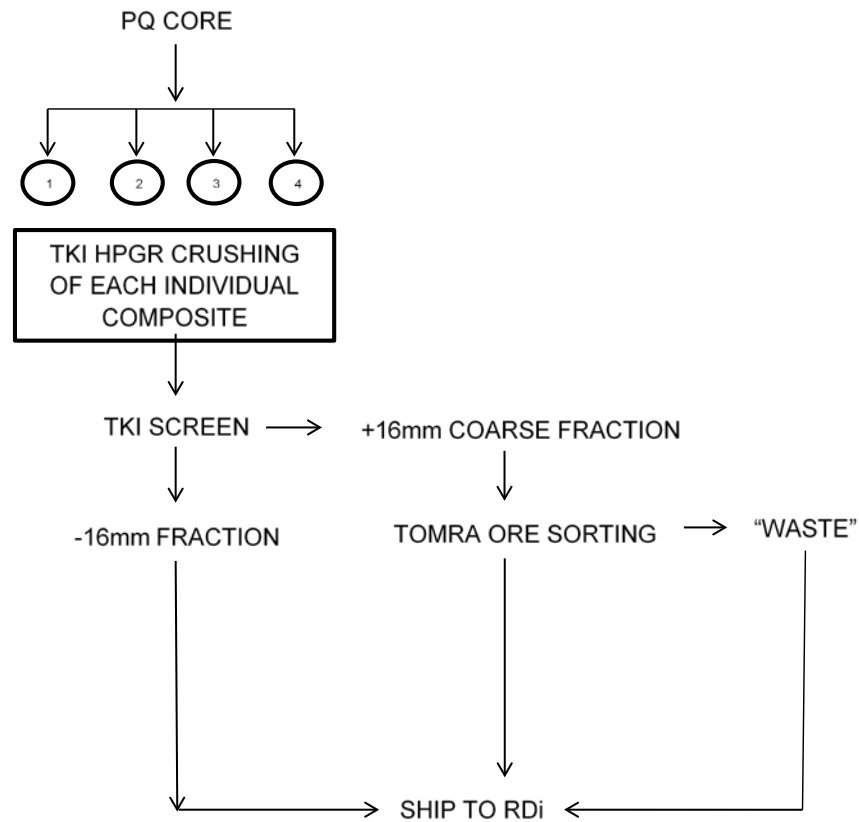 PQ CORE
1
2
3
4
TKI HPGR CRUSHING
OF EACH INDIVIDUAL
COMPOSITE
TKI SCREEN
+16mm COARSE FRACTION
-16mm FRACTION
TOMRA ORE SORTING
“WASTE”
SHIP TO RDi